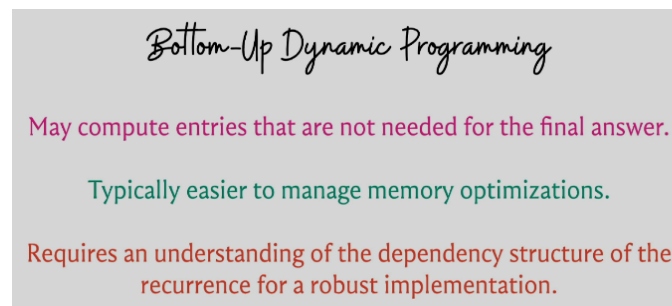 Bottom-Up Dynamic Programming
May compute entries that are not needed for the final answer.
Typically easier to manage memory optimizations.
Requires an understanding of the dependency structure of the
recurrence for a robust implementation.